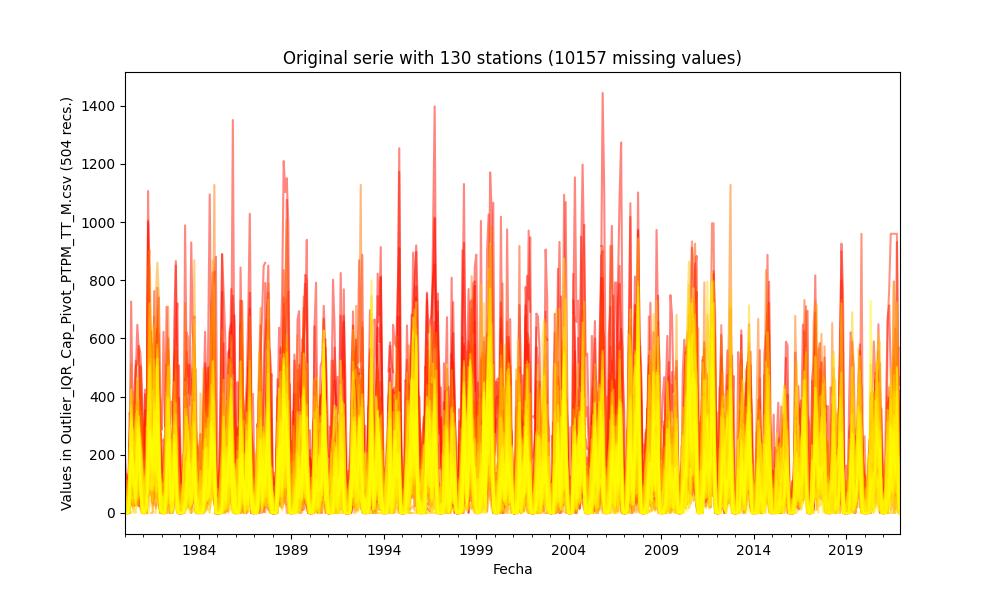 Original serie with 130 stations (10157 missing values)
Values in Outlier_IQR_Cap_Pivot_PTPM_TT_M.csv (504 recs.)
1400
1200
1000
800
600
400
200
0
1984 1989 1994 1999 2004 2009 2014 2019
Fecha